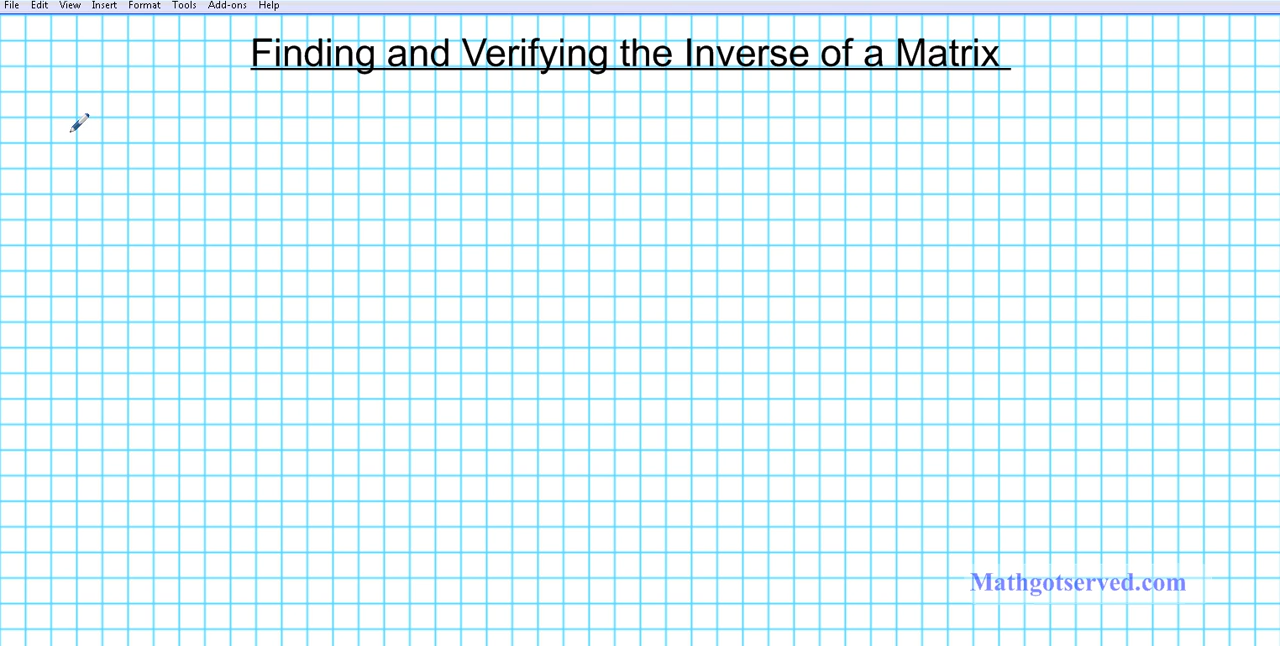 File Edit View Insert Format Tools Add-ons Help
Finding and Verifying the Inverse of a Matrix
Mathgotserved.com